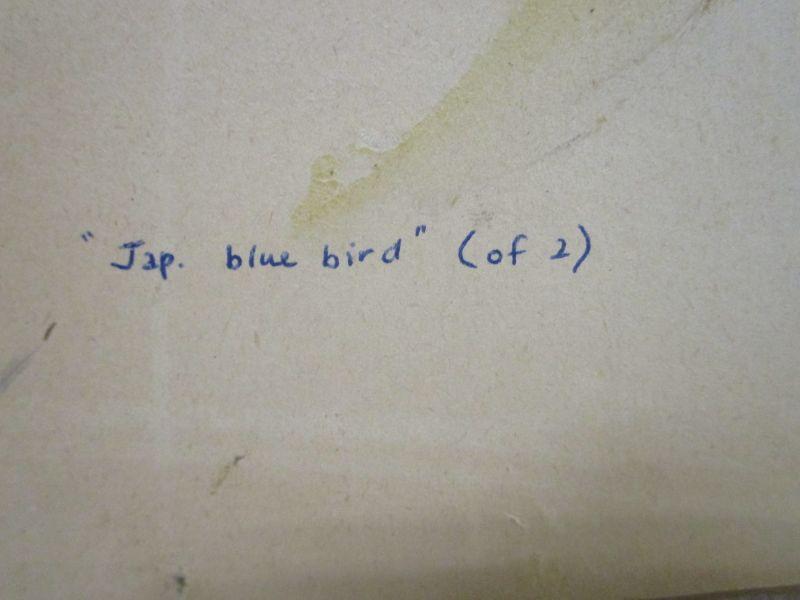 "Jap. blue bird" (of 2)